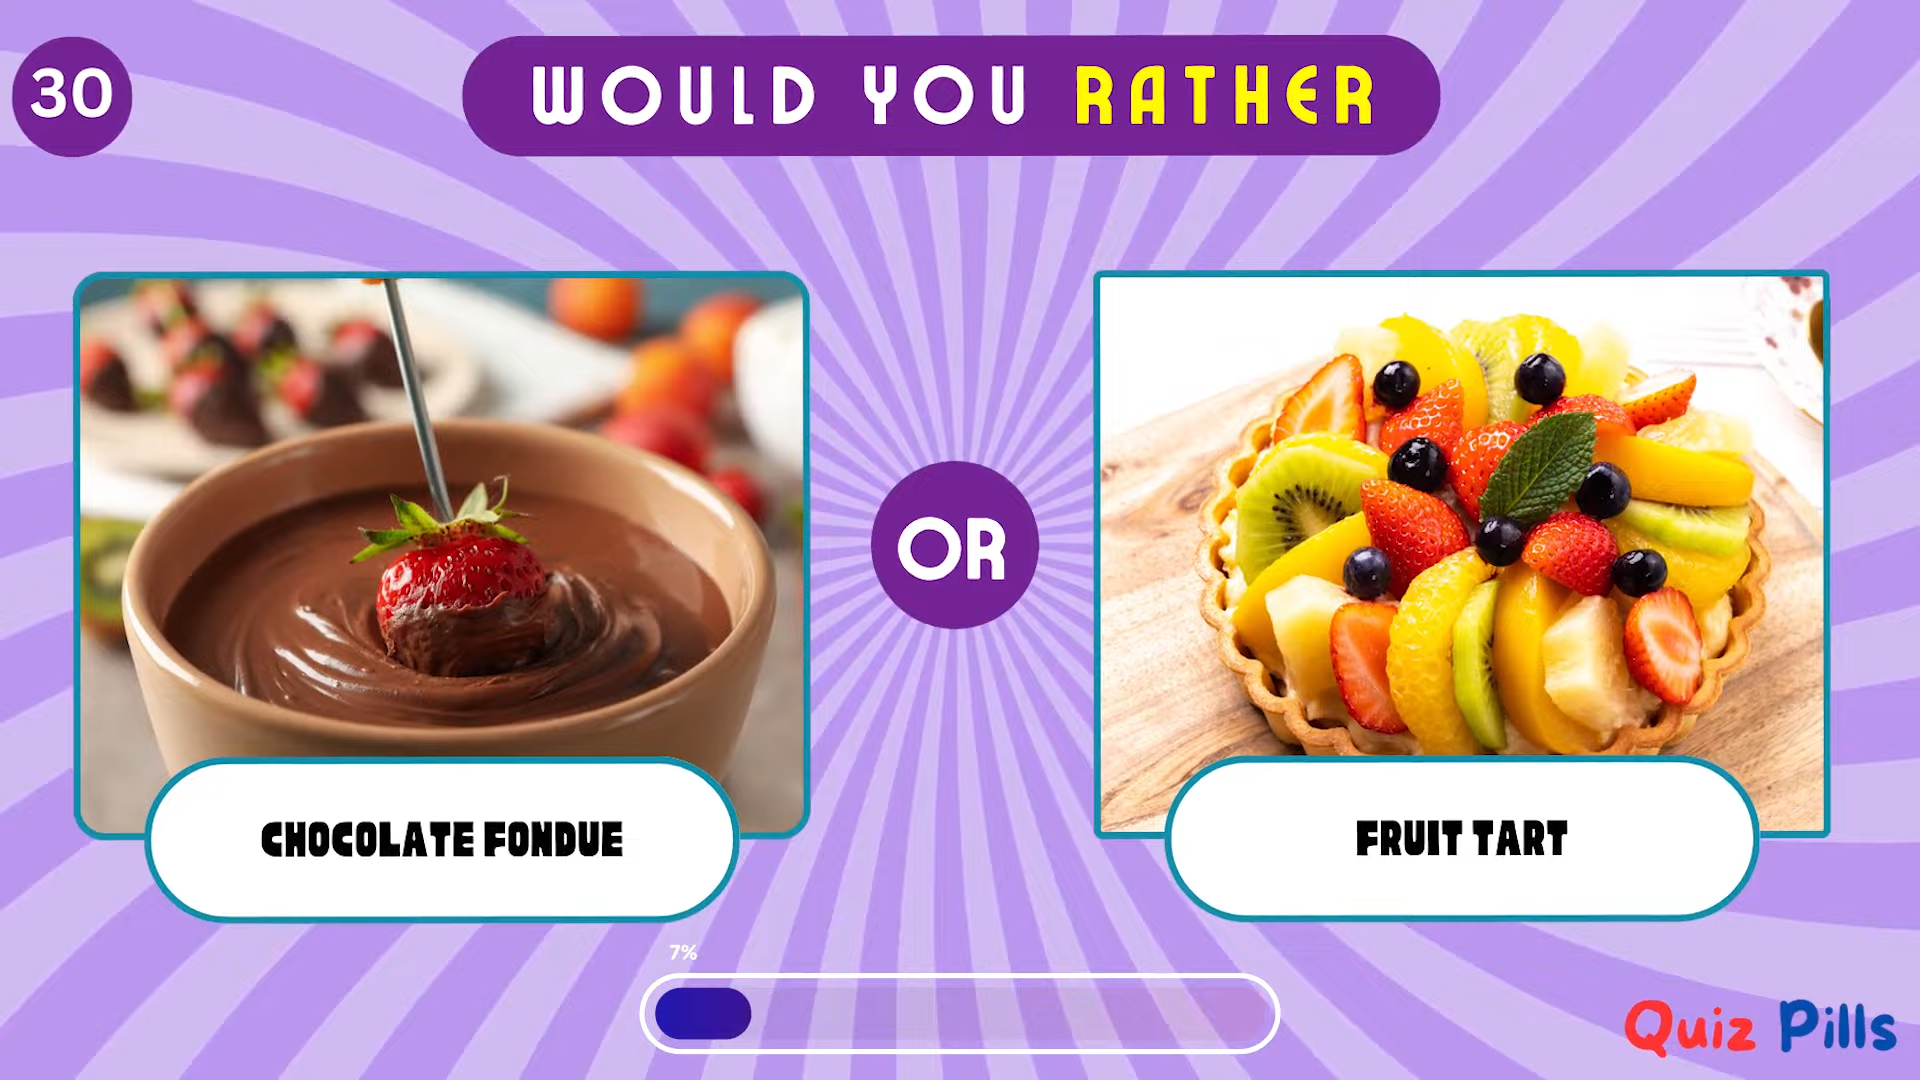 30
WOULD YOU RATHER
OR
CHOCOLATE FONDUE
FRUIT TART
7%
Quiz Pills